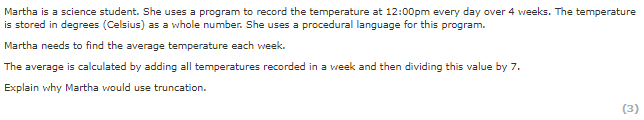 Martha is a science student. She uses a program to record the temperature at 12:00pm every day over 4 weeks. The temperature
is stored in degrees (Celsius) as a whole number. She uses a procedural language for this program.
Martha needs to find the average temperature each week.
The average is calculated by adding all temperatures recorded in a week and then dividing this value by 7.
Explain why Martha would use truncation.
(3)